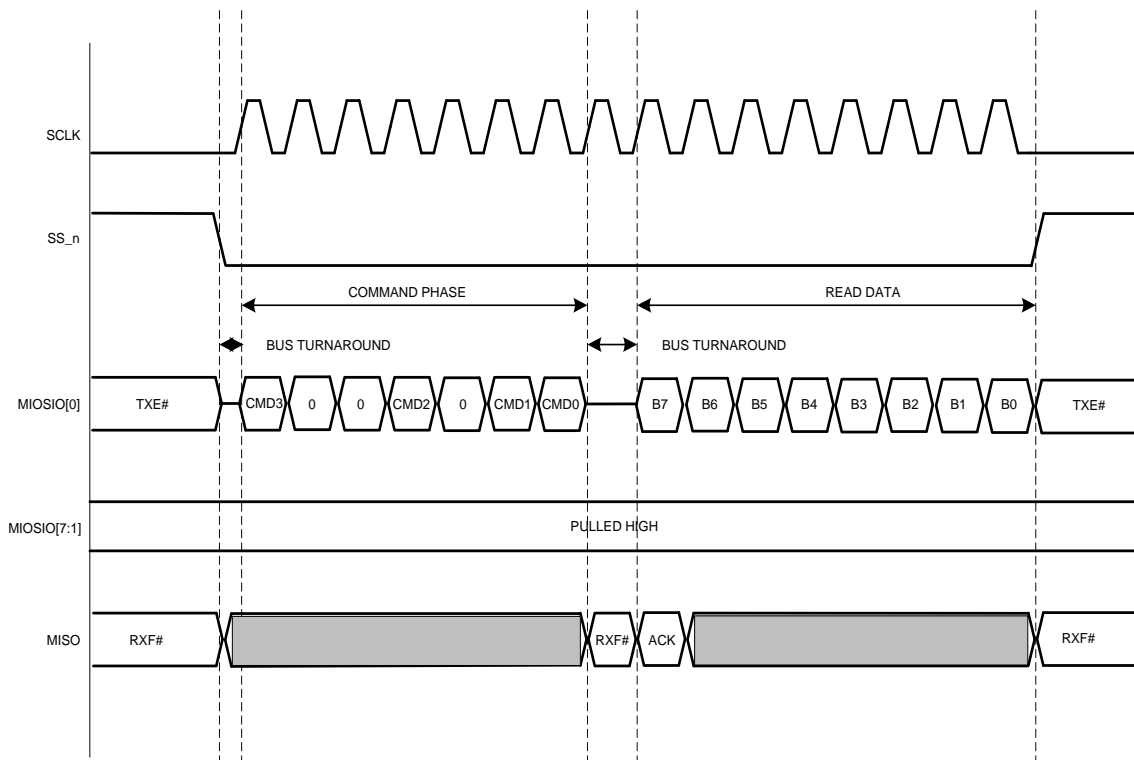 SCLK
SS_n
COMMAND PHASE
READ DATA
BUS TURNAROUND
BUS TURNAROUND
MIOSIO[0]
TXE#
CMD3
0
0
CMD2
0
CMD1
CMD0
B7
B6
B5
B4
B3
B2
B1
B0
TXE#
MIOSIO[7:1]
PULLED HIGH
MISO
RXF#
RXF#
ACK
RXF#